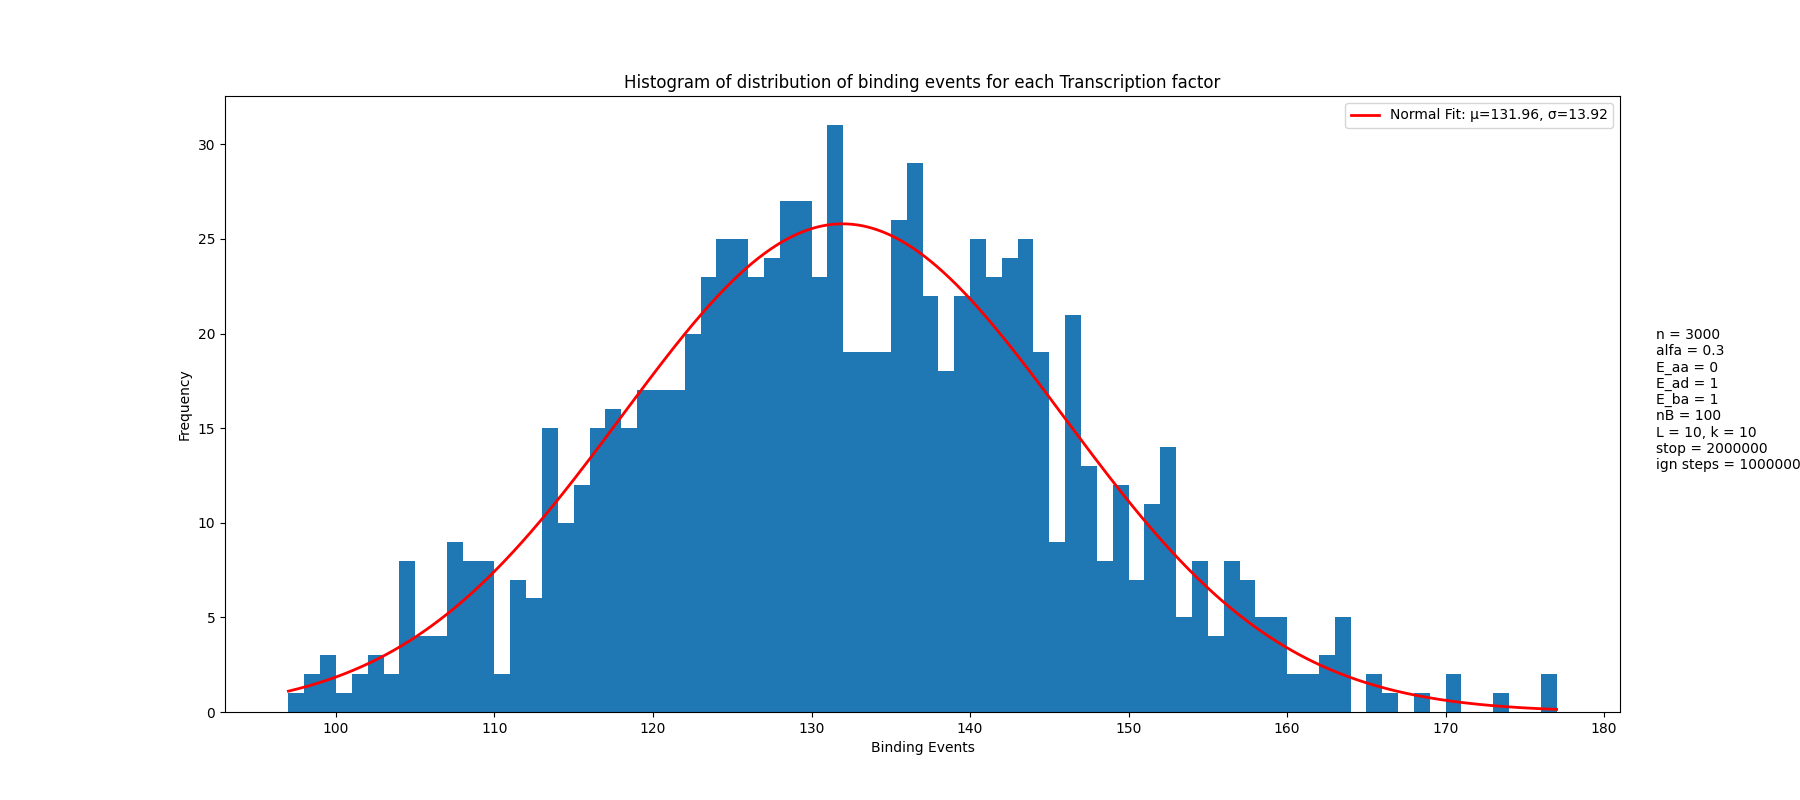 Histogram of distribution of binding events for each Transcription factor
Normal Fit: μ=131.96, σ=13.92
30
25
20
15
10
5
0
Frequency
100 110 120 130 140 150 160 170 180
Binding Events
n = 3000
alfa = 0.3
E_aa = 0
E_ad = 1
E_ba = 1
nB = 100
L = 10, k = 10
stop = 2000000
ign steps = 1000000